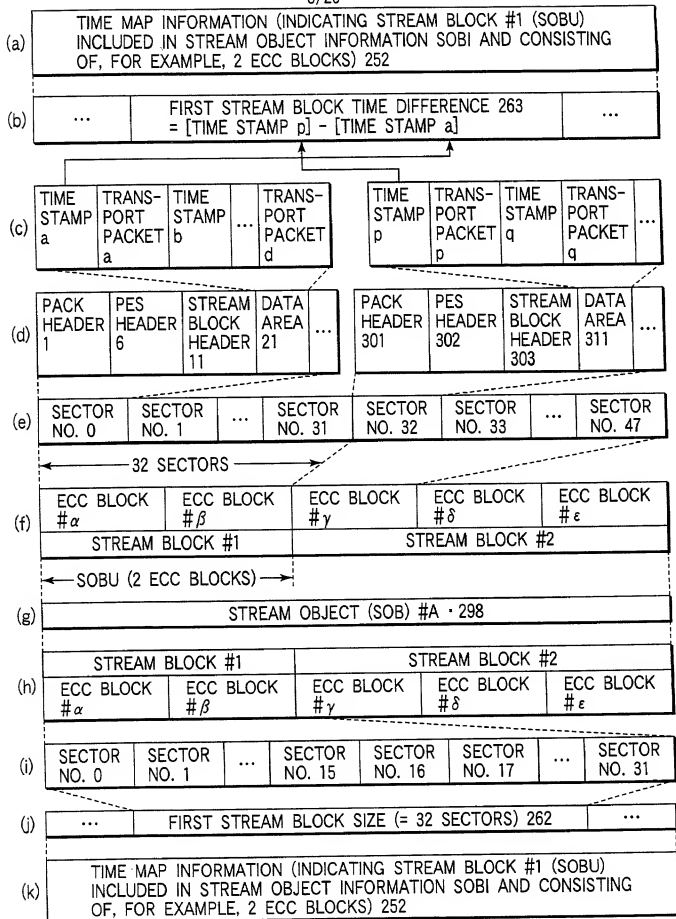 (a) TIME MAP INFORMATION (INDICATING STREAM BLOCK #1 (SOBU)
INCLUDED IN STREAM OBJECT INFORMATION SOBI AND CONSISTING
OF, FOR EXAMPLE, 2 ECC BLOCKS) 252
(b) ... FIRST STREAM BLOCK TIME DIFFERENCE 263 ...
= [TIME STAMP p] - [TIME STAMP a]
(c) TIME STAMP a TRANS-PORT PACKET a TIME STAMP b ... TRANS-PORT PACKET d TIME STAMP p TRANS-PORT PACKET p TIME STAMP q TRANS-PORT PACKET q ...
(d) PACK HEADER 1 PES HEADER 6 STREAM BLOCK HEADER 11 DATA AREA 21 ... PACK HEADER 301 PES HEADER 302 STREAM BLOCK HEADER 303 DATA AREA 311 ...
(e) SECTOR NO. 0 SECTOR NO. 1 ... SECTOR NO. 31 SECTOR NO. 32 SECTOR NO. 33 ... SECTOR NO. 47
32 SECTORS
(f) ECC BLOCK #α ECC BLOCK #β ECC BLOCK #γ ECC BLOCK #δ ECC BLOCK #ε
STREAM BLOCK #1 STREAM BLOCK #2
SOBU (2 ECC BLOCKS)
(g) STREAM OBJECT (SOB) #A · 298
(h) STREAM BLOCK #1 STREAM BLOCK #2
ECC BLOCK #α ECC BLOCK #β ECC BLOCK #γ ECC BLOCK #δ ECC BLOCK #ε
(i) SECTOR NO. 0 SECTOR NO. 1 ... SECTOR NO. 15 SECTOR NO. 16 SECTOR NO. 17 ... SECTOR NO. 31
(j) ... FIRST STREAM BLOCK SIZE (= 32 SECTORS) 262 ...
(k) TIME MAP INFORMATION (INDICATING STREAM BLOCK #1 (SOBU)
INCLUDED IN STREAM OBJECT INFORMATION SOBI AND CONSISTING
OF, FOR EXAMPLE, 2 ECC BLOCKS) 252